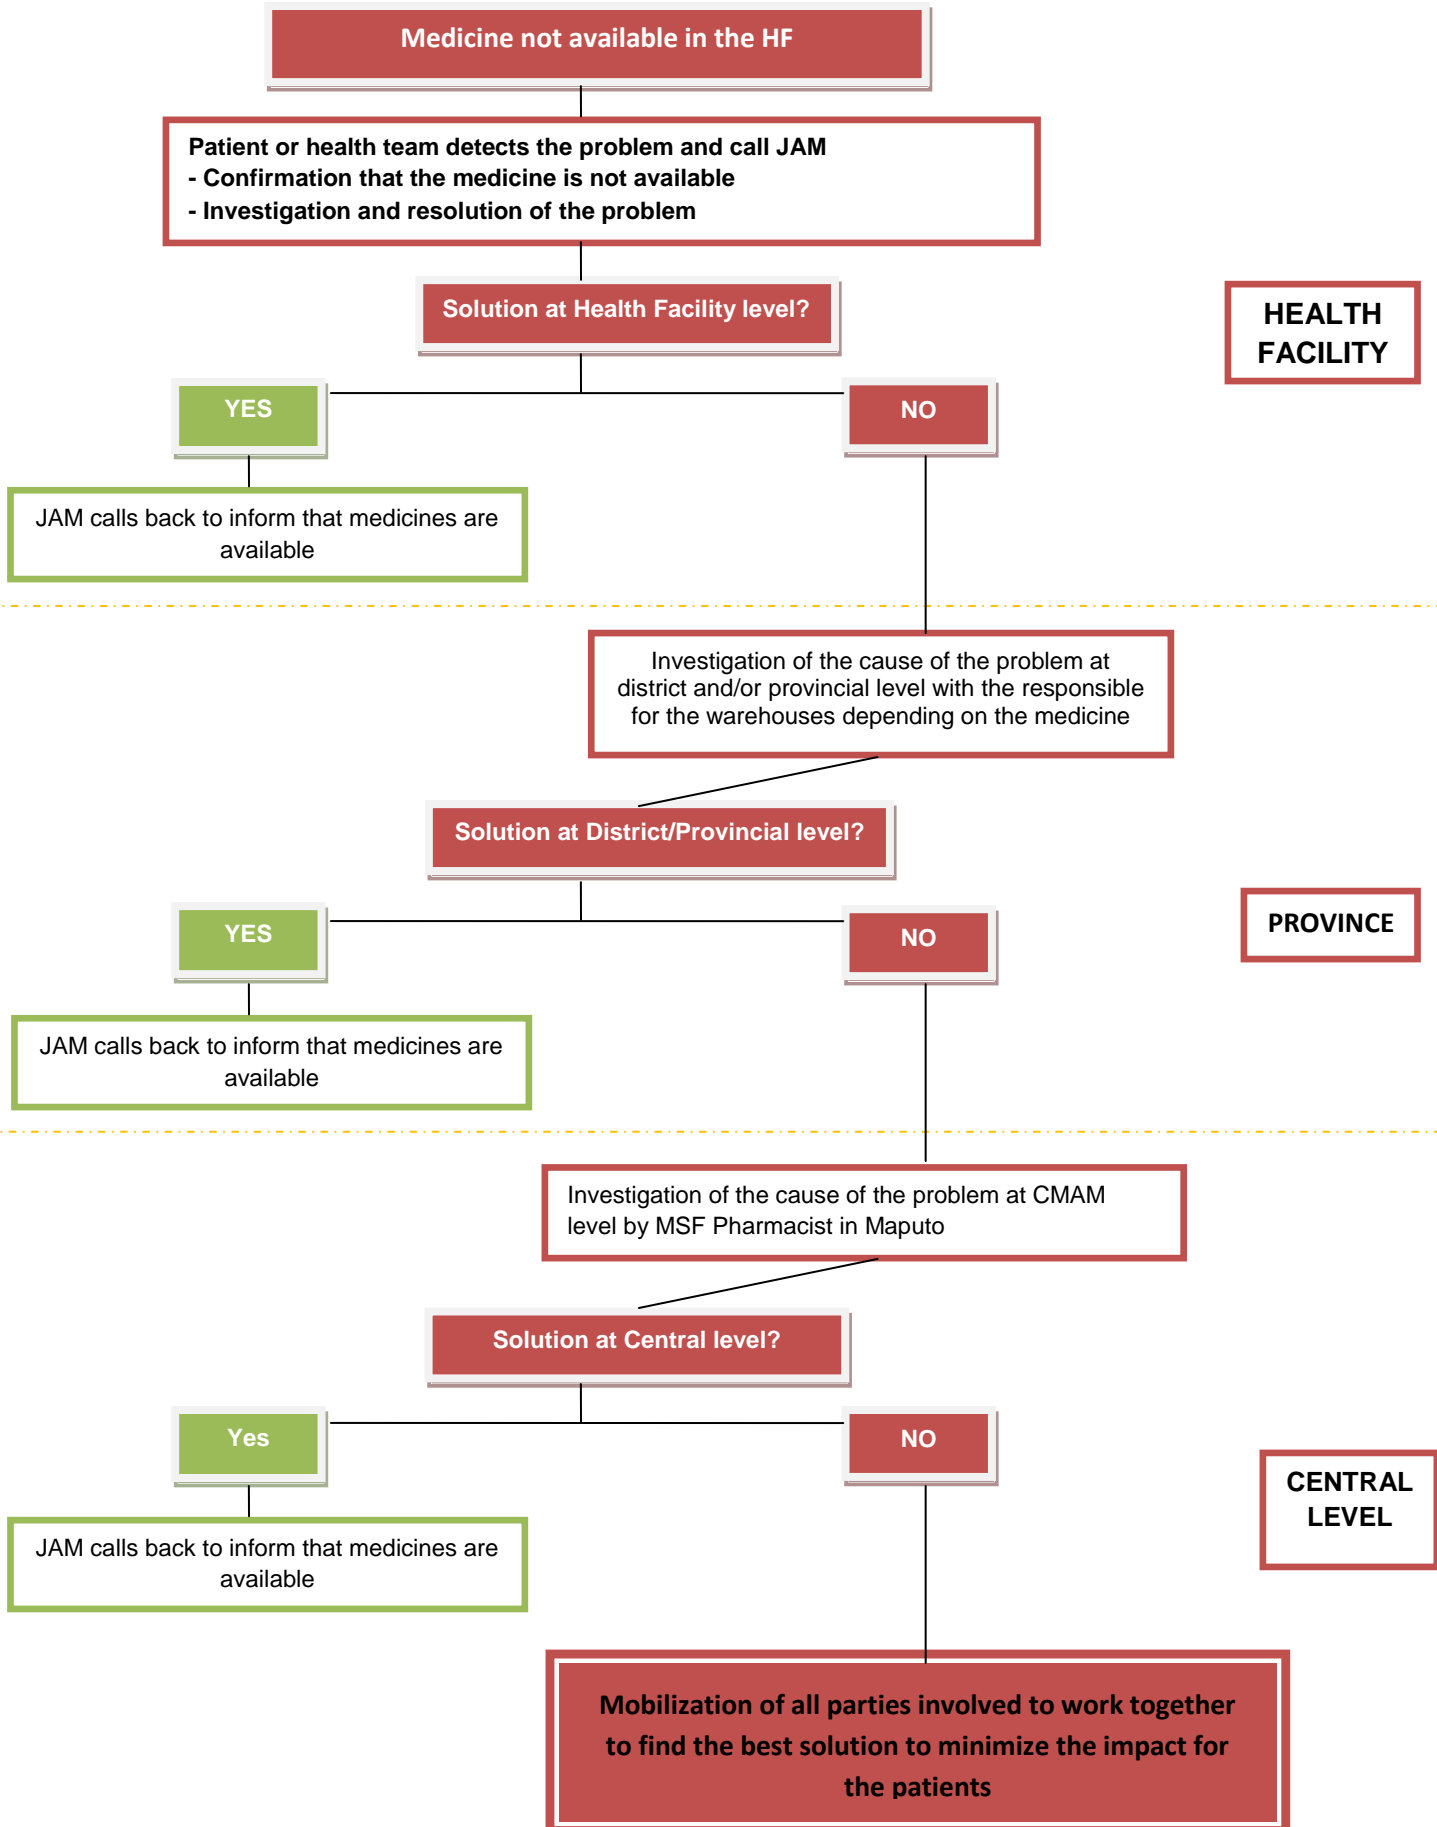 Medicine not available in the HF
Patient or health team detects the problem and call JAM
- Confirmation that the medicine is not available
- Investigation and resolution of the problem
Solution at Health Facility level?
HEALTH
FACILITY
YES
NO
JAM calls back to inform that medicines are
available
Investigation of the cause of the problem at
district and/or provincial level with the responsible
for the warehouses depending on the medicine
Solution at District/Provincial level?
YES
NO
PROVINCE
JAM calls back to inform that medicines are
available
Investigation of the cause of the problem at CMAM
level by MSF Pharmacist in Maputo
Solution at Central level?
Yes
NO
CENTRAL
LEVEL
JAM calls back to inform that medicines are
available
Mobilization of all parties involved to work together
to find the best solution to minimize the impact for
the patients